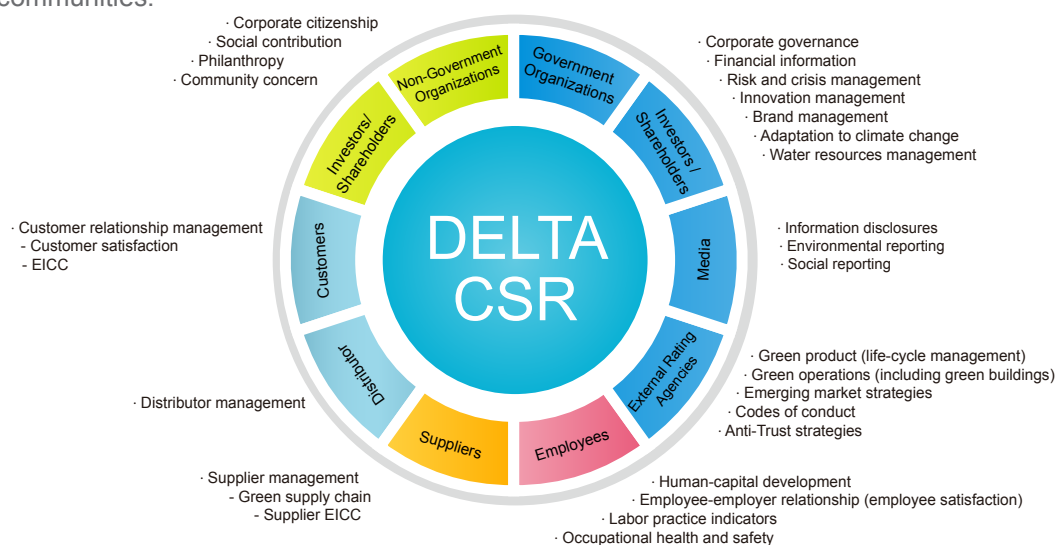 communities.
· Corporate citizenship
· Social contribution
· Philanthropy
· Community concern
Non-Government
Organizations
Government
Organizations
· Corporate governance
· Financial information
· Risk and crisis management
· Innovation management
· Brand management
· Adaptation to climate change
· Water resources management
Investors/
Shareholders
Investors /
Shareholders
· Customer relationship management
- Customer satisfaction
- EICC
Customers
DELTA
CSR
Media
· Information disclosures
· Environmental reporting
· Social reporting
Distributor
· Distributor management
External Rating
Agencies
· Green product (life-cycle management)
· Green operations (including green buildings)
· Emerging market strategies
· Codes of conduct
· Anti-Trust strategies
Suppliers
Employees
· Supplier management
- Green supply chain
- Supplier EICC
· Human-capital development
· Employee-employer relationship (employee satisfaction)
· Labor practice indicators
· Occupational health and safety